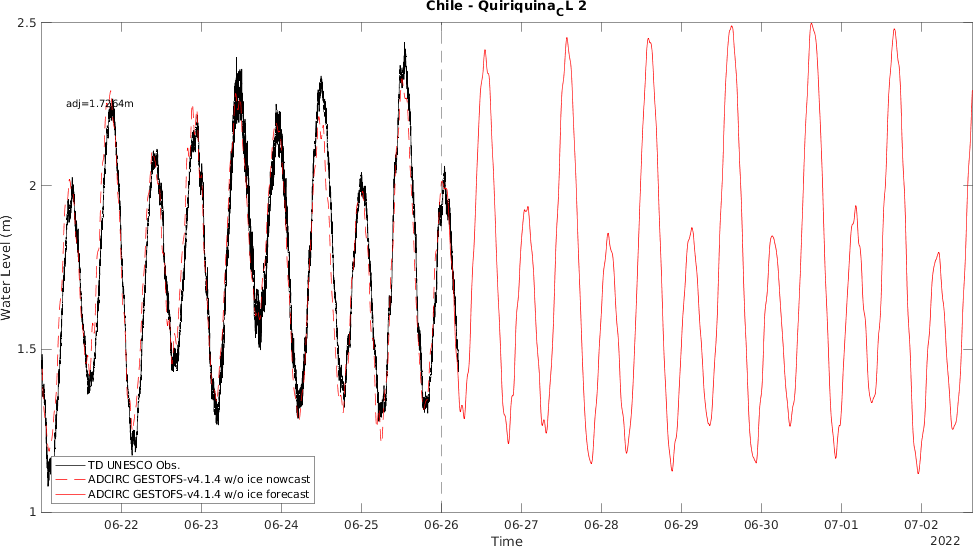 Chile - Quiriquina_CL 2
2.5
adj=1.7264m
2
Water Level (m)
1.5
TD UNESCO Obs.
ADCIRC GESTOFS-v4.1.4 w/o ice nowcast
ADCIRC GESTOFS-v4.1.4 w/o ice forecast
1
06-22 06-23 06-24 06-25 06-26 06-27 06-28 06-29 06-30 07-01 07-02
Time
2022